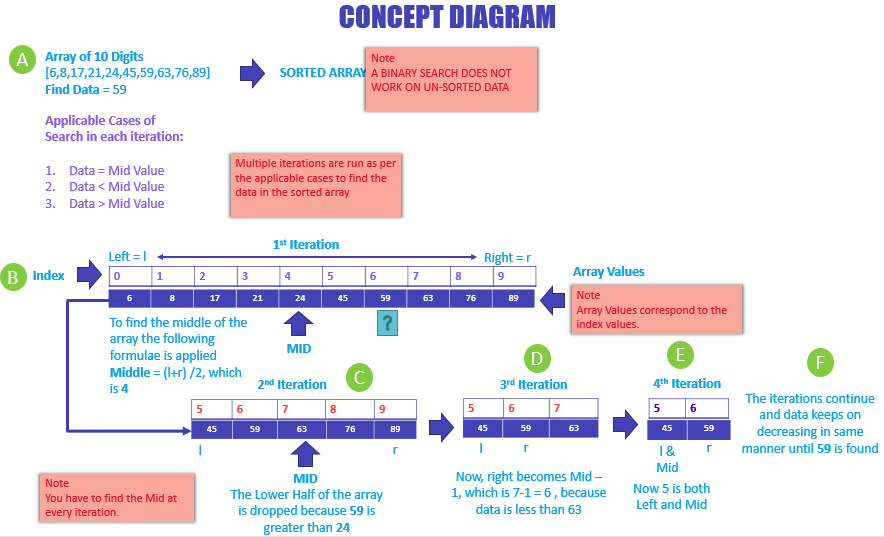 CONCEPT DIAGRAM
A
Array of 10 Digits
[6,8,17,21,24,45,59,63,76,89]
Find Data = 59
SORTED ARRAY
Note
A BINARY SEARCH DOES NOT
WORK ON UN-SORTED DATA
Applicable Cases of
Search in each iteration:
1. Data = Mid Value
2. Data < Mid Value
3. Data > Mid Value
Multiple iterations are run as per
the applicable cases to find the
data in the sorted array
1st Iteration
Left = l
Right = r
B
Index
0 1 2 3 4 5 6 7 8 9
Array Values
6 8 17 21 24 45 59 63 76 89
Note
Array Values correspond to the
index values.
?
MID
To find the middle of the
array the following
formulae is applied
Middle = (l+r) /2, which
is 4
2nd Iteration
C
5 6 7 8 9
45 59 63 76 89
l
r
MID
The Lower Half of the array
is dropped because 59 is
greater than 24
D
3rd Iteration
5 6 7
45 59 63
l
r
Now, right becomes Mid –
1, which is 7-1 = 6 , because
data is less than 63
E
4th Iteration
5 6
45 59
l &
Mid
r
Now 5 is both
Left and Mid
F
The iterations continue
and data keeps on
decreasing in same
manner until 59 is found
Note
You have to find the Mid at
every iteration.